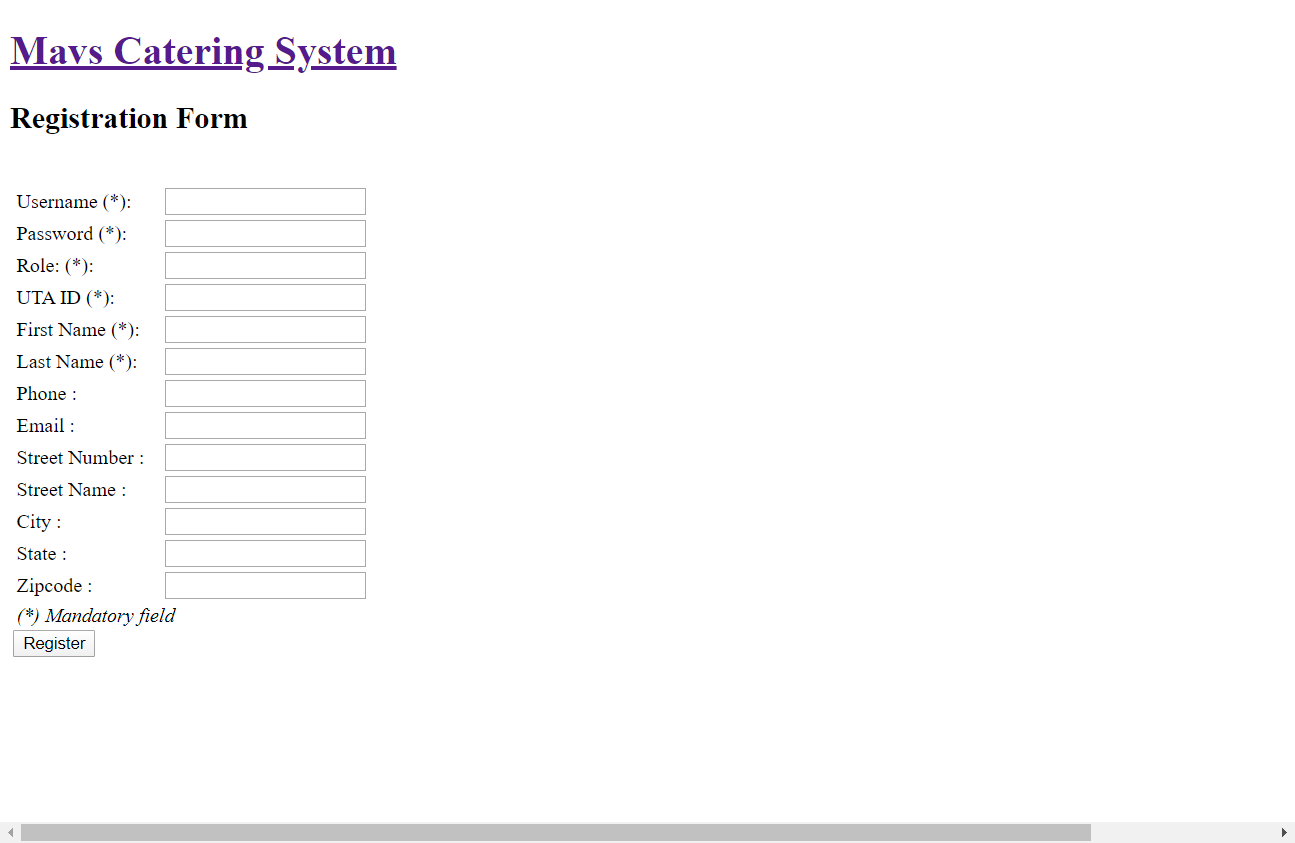 Mavs Catering System
Registration Form
Username (*):
Password (*):
Role: (*):
UTA ID (*):
First Name (*):
Last Name (*):
Phone :
Email :
Street Number :
Street Name :
City :
State :
Zipcode :
(*) Mandatory field
Register